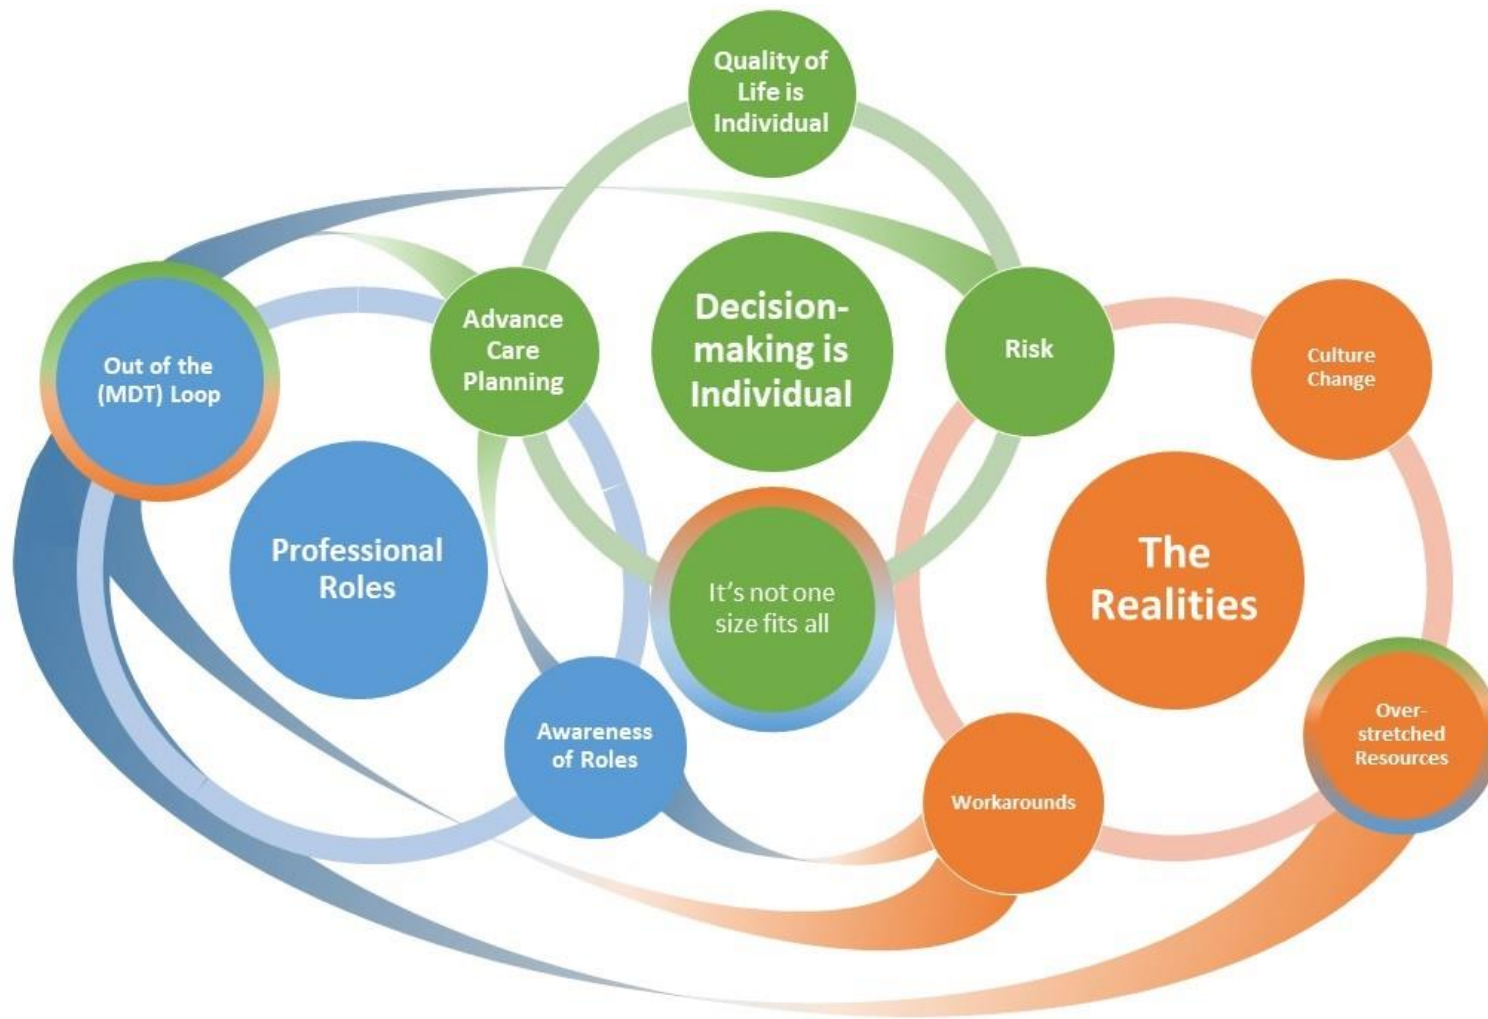 Quality of
Life is
Individual
Advance
Care
Planning
Decision-
making is
Individual
Risk
Culture
Change
Out of the
(MDT) Loop
Professional
Roles
It’s not one
size fits all
The
Realities
Awareness
of Roles
Workarounds
Over-
stretched
Resources